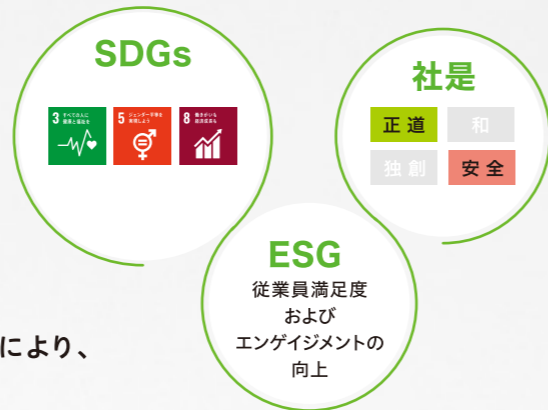 SDGs
3 すべての人に
健康と福祉を
5 ジェンダー平等を
実現しよう
8 働きがいも
経済成長も
社是
正道 和
独創 安全
ESG
従業員満足度
および
エンゲイジメントの
向上
により、